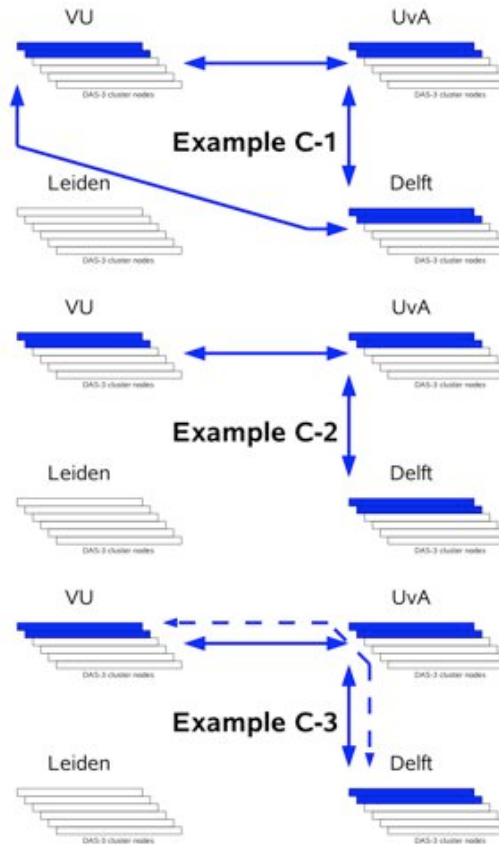 VU UvA
DAS-3 cluster nodes DAS-3 cluster nodes
Example C-1
Leiden Delft
DAS-3 cluster nodes DAS-3 cluster nodes
VU UvA
DAS-3 cluster nodes DAS-3 cluster nodes
Example C-2
Leiden Delft
DAS-3 cluster nodes DAS-3 cluster nodes
VU UvA
DAS-3 cluster nodes DAS-3 cluster nodes
Example C-3
Leiden Delft
DAS-3 cluster nodes DAS-3 cluster nodes